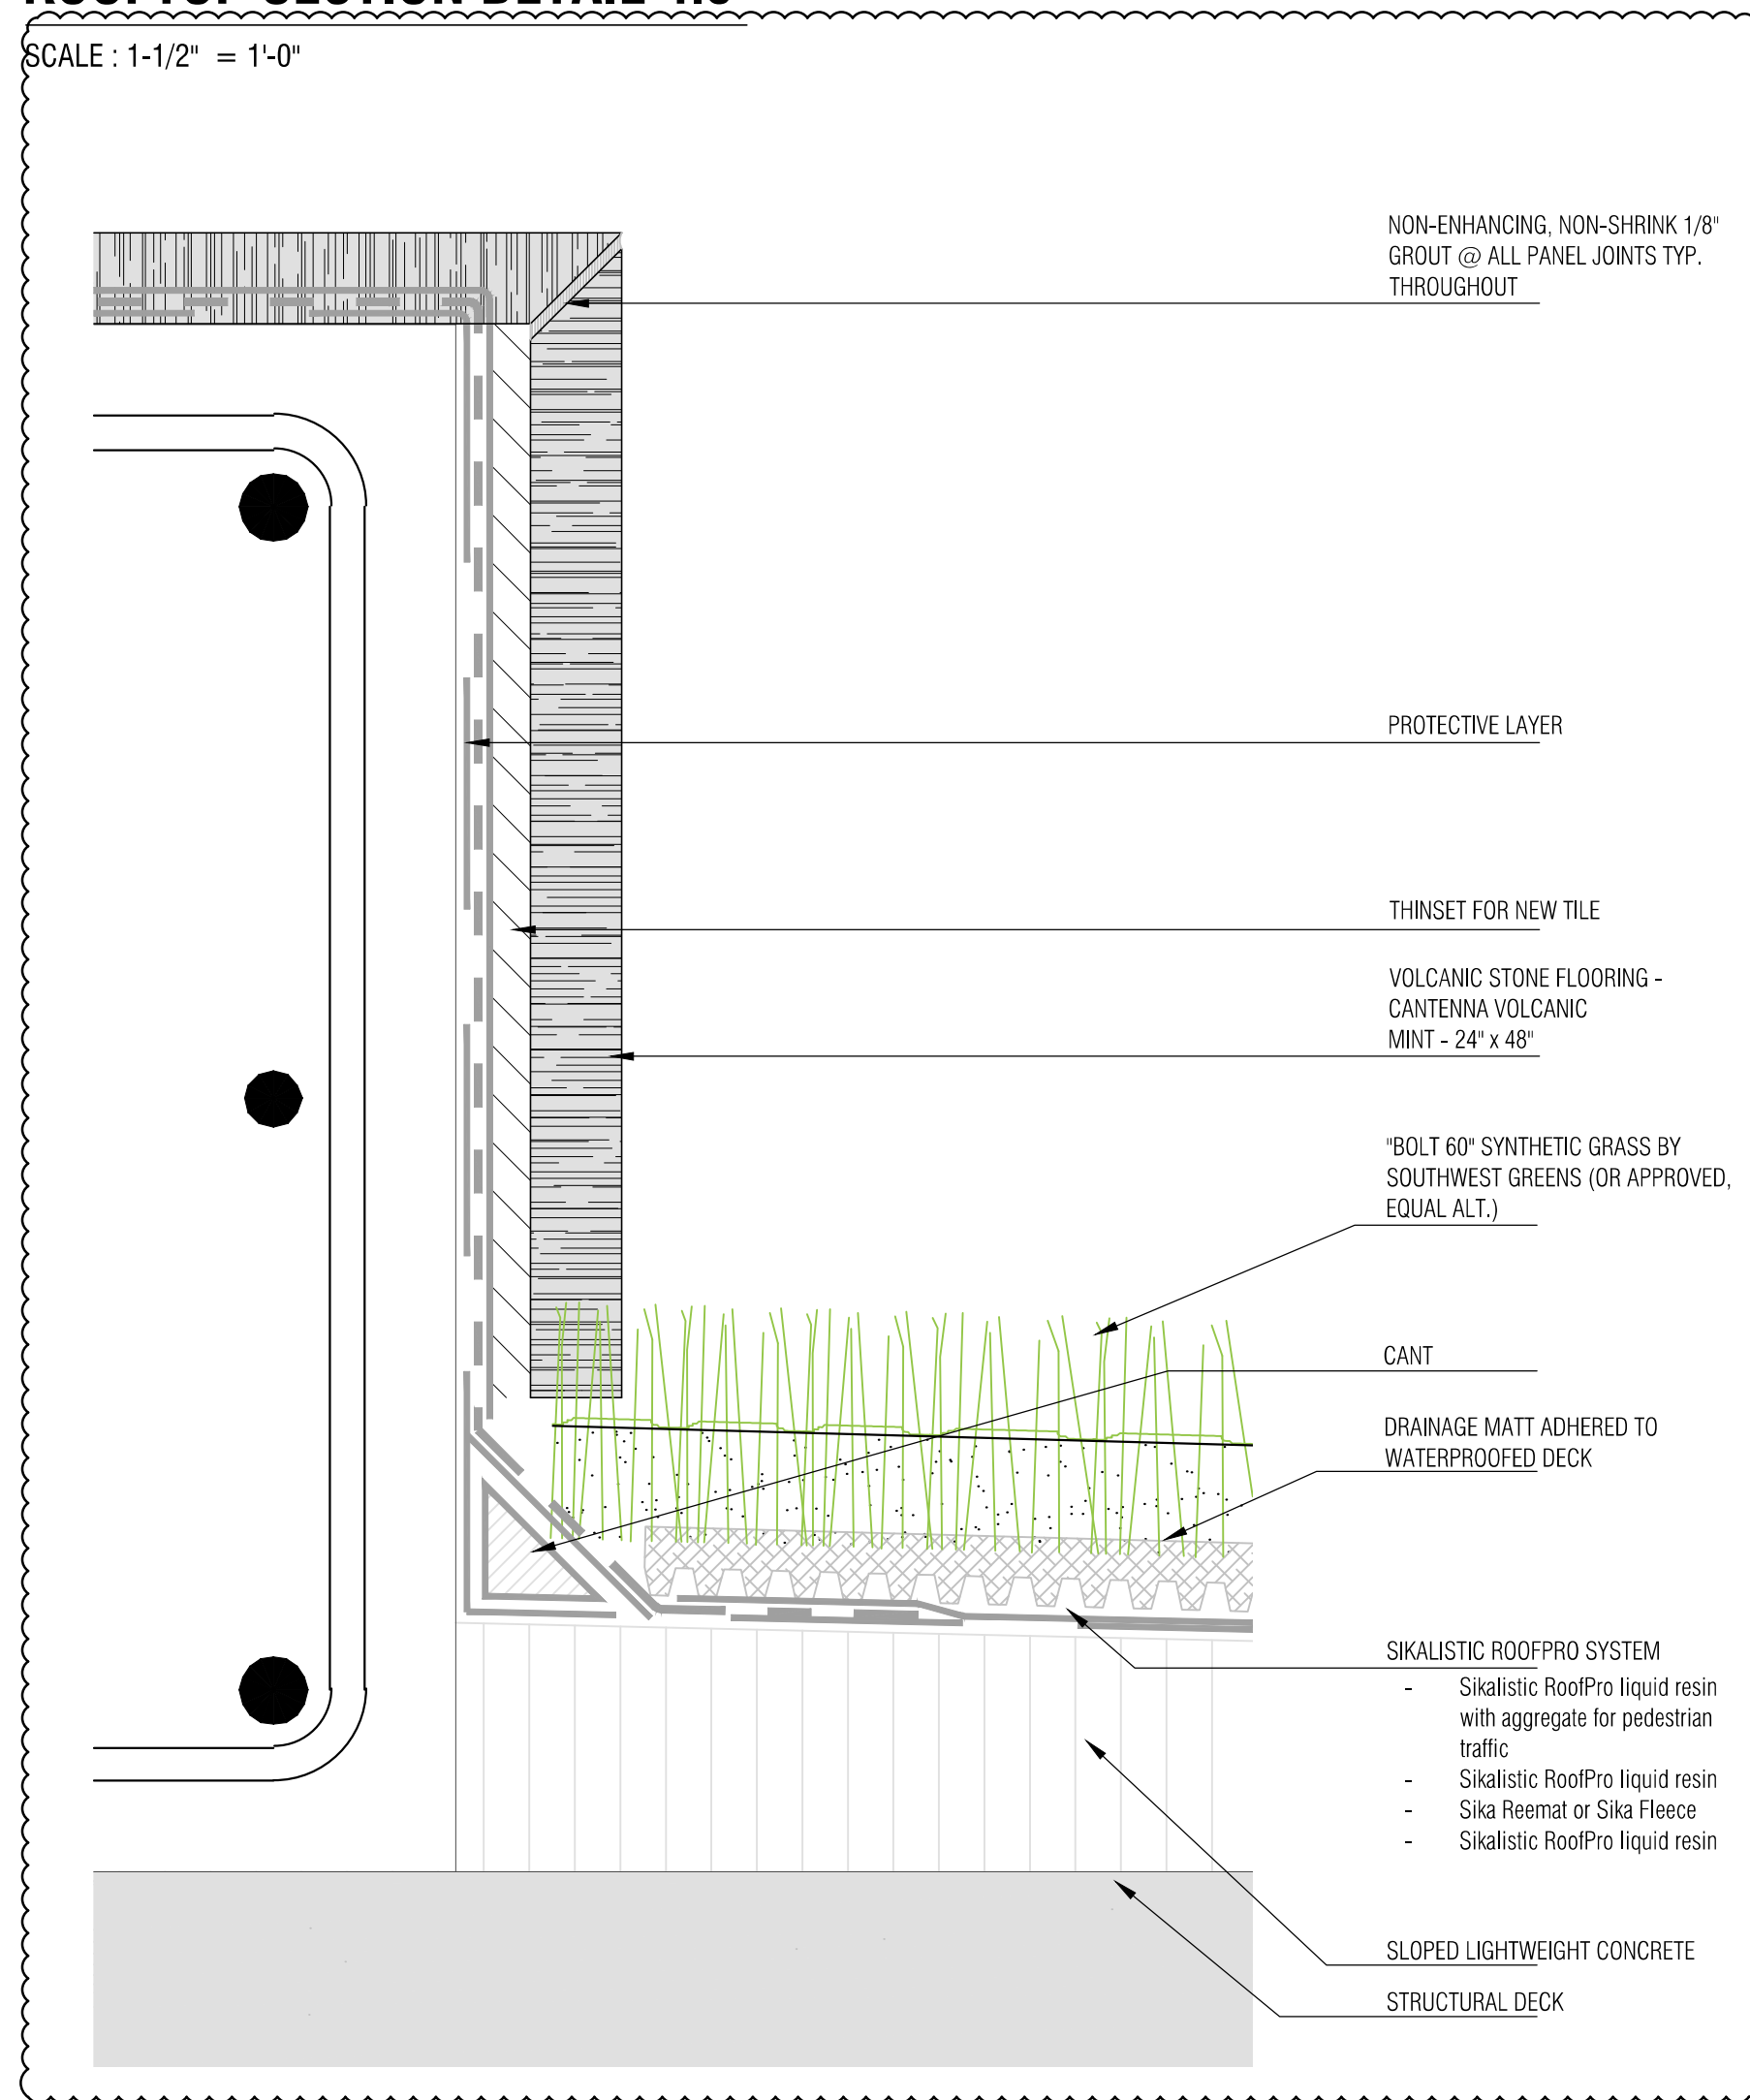 SCALE : 1-1/2" = 1'-0"
NON-ENHANCING, NON-SHRINK 1/8"
GROUT @ ALL PANEL JOINTS TYP.
THROUGHOUT
PROTECTIVE LAYER
THINSET FOR NEW TILE
VOLCANIC STONE FLOORING -
CANTENNA VOLCANIC
MINT - 24" x 48"
"BOLT 60" SYNTHETIC GRASS BY
SOUTHWEST GREENS (OR APPROVED,
EQUAL ALT.)
CANT
DRAINAGE MATT ADHERED TO
WATERPROOFED DECK
SIKALISTIC ROOFPRO SYSTEM
- Sikalistic RoofPro liquid resin
with aggregate for pedestrian
traffic
- Sikalistic RoofPro liquid resin
- Sika Reemat or Sika Fleece
- Sikalistic RoofPro liquid resin
SLOPED LIGHTWEIGHT CONCRETE
STRUCTURAL DECK